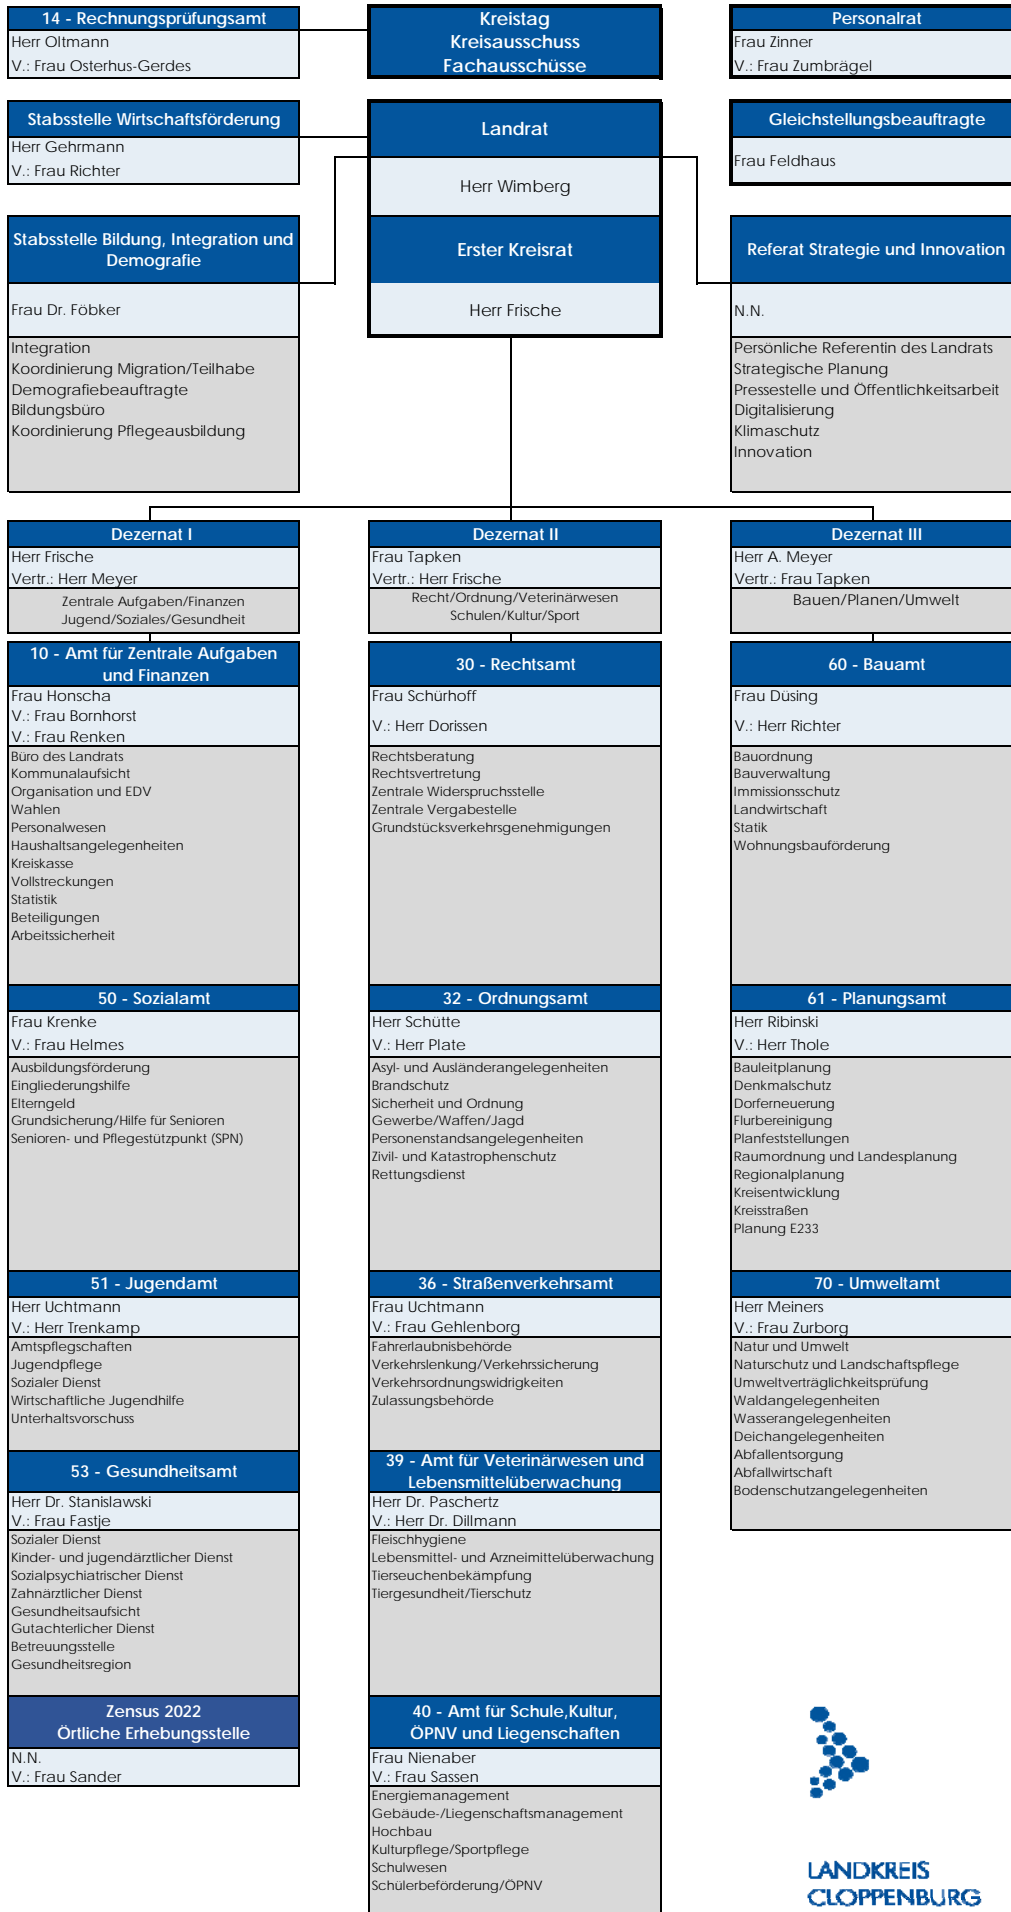 14 - Rechnungsprüfungsamt
Herr Oltmann
V.: Frau Osterhus-Gerdes
Kreistag
Kreisausschuss
Fachausschüsse
Personalrat
Frau Zinner
V.: Frau Zumbrägel
Stabsstelle Wirtschaftsförderung
Herr Gehrmann
V.: Frau Richter
Landrat
Herr Wimberg
Erster Kreisrat
Herr Frische
Gleichstellungsbeauftragte
Frau Feldhaus
Stabsstelle Bildung, Integration und
Demografie
Frau Dr. Föbker
Integration
Koordinierung Migration/Teilhabe
Demografiebeauftragte
Bildungsbüro
Koordinierung Pflegeausbildung
Referat Strategie und Innovation
N.N.
Persönliche Referentin des Landrats
Strategische Planung
Pressestelle und Öffentlichkeitsarbeit
Digitalisierung
Klimaschutz
Innovation
Dezernat I
Herr Frische
Vertr.: Herr Meyer
Zentrale Aufgaben/Finanzen
Jugend/Soziales/Gesundheit
10 - Amt für Zentrale Aufgaben
und Finanzen
Frau Honscha
V.: Frau Bornhorst
V.: Frau Renken
Büro des Landrats
Kommunalaufsicht
Organisation und EDV
Wahlen
Personalwesen
Haushaltsangelegenheiten
Kreiskasse
Vollstreckungen
Statistik
Beteiligungen
Arbeitssicherheit
50 - Sozialamt
Frau Krenke
V.: Frau Helmes
Ausbildungsförderung
Eingliederungshilfe
Elterngeld
Grundsicherung/Hilfe für Senioren
Senioren- und Pflegestützpunkt (SPN)
51 - Jugendamt
Herr Uchtmann
V.: Herr Trenkamp
Amtspflegschaften
Jugendpflege
Sozialer Dienst
Wirtschaftliche Jugendhilfe
Unterhaltsvorschuss
53 - Gesundheitsamt
Herr Dr. Stanislawski
V.: Frau Fastje
Sozialer Dienst
Kinder- und jugendärztlicher Dienst
Sozialpsychiatrischer Dienst
Zahnärztlicher Dienst
Gesundheitsaufsicht
Gutachterlicher Dienst
Betreuungsstelle
Gesundheitsregion
Zensus 2022
Örtliche Erhebungsstelle
N.N.
V.: Frau Sander
Dezernat II
Frau Tapken
Vertr.: Herr Frische
Recht/Ordnung/Veterinärwesen
Schulen/Kultur/Sport
30 - Rechtsamt
Frau Schürhoff
V.: Herr Dorissen
Rechtsberatung
Rechtsvertretung
Zentrale Widerspruchsstelle
Zentrale Vergabestelle
Grundstücksverkehrsgenehmigungen
32 - Ordnungsamt
Herr Schütte
V.: Herr Plate
Asyl- und Ausländerangelegenheiten
Brandschutz
Sicherheit und Ordnung
Gewerbe/Waffen/Jagd
Personenstandsangelegenheiten
Zivil- und Katastrophenschutz
Rettungsdienst
36 - Straßenverkehrsamt
Frau Uchtmann
V.: Frau Gehlenborg
Fahrerlaubnisbehörde
Verkehrslenkung/Verkehrssicherung
Verkehrsordnungswidrigkeiten
Zulassungsbehörde
39 - Amt für Veterinärwesen und
Lebensmittelüberwachung
Herr Dr. Paschertz
V.: Herr Dr. Dillmann
Fleischhygiene
Lebensmittel- und Arzneimittelüberwachung
Tierseuchenbekämpfung
Tiergesundheit/Tierschutz
40 - Amt für Schule,Kultur,
ÖPNV und Liegenschaften
Frau Nienaber
V.: Frau Sassen
Energiemanagement
Gebäude-/Liegenschaftsmanagement
Hochbau
Kulturpflege/Sportpflege
Schulwesen
Schülerbeförderung/ÖPNV
Dezernat III
Herr A. Meyer
Vertr.: Frau Tapken
Bauen/Planen/Umwelt
60 - Bauamt
Frau Düsing
V.: Herr Richter
Bauordnung
Bauverwaltung
Immissionsschutz
Landwirtschaft
Statik
Wohnungsbauförderung
61 - Planungsamt
Herr Ribinski
V.: Herr Thole
Bauleitplanung
Denkmalschutz
Dorferneuerung
Flurbereinigung
Planfeststellungen
Raumordnung und Landesplanung
Regionalplanung
Kreisentwicklung
Kreisstraßen
Planung E233
70 - Umweltamt
Herr Meiners
V.: Frau Zurborg
Natur und Umwelt
Naturschutz und Landschaftspflege
Umweltverträglichkeitsprüfung
Waldangelegenheiten
Wasserangelegenheiten
Deichangelegenheiten
Abfallentsorgung
Abfallwirtschaft
Bodenschutzangelegenheiten
LANDKREIS
CLOPPENBURG